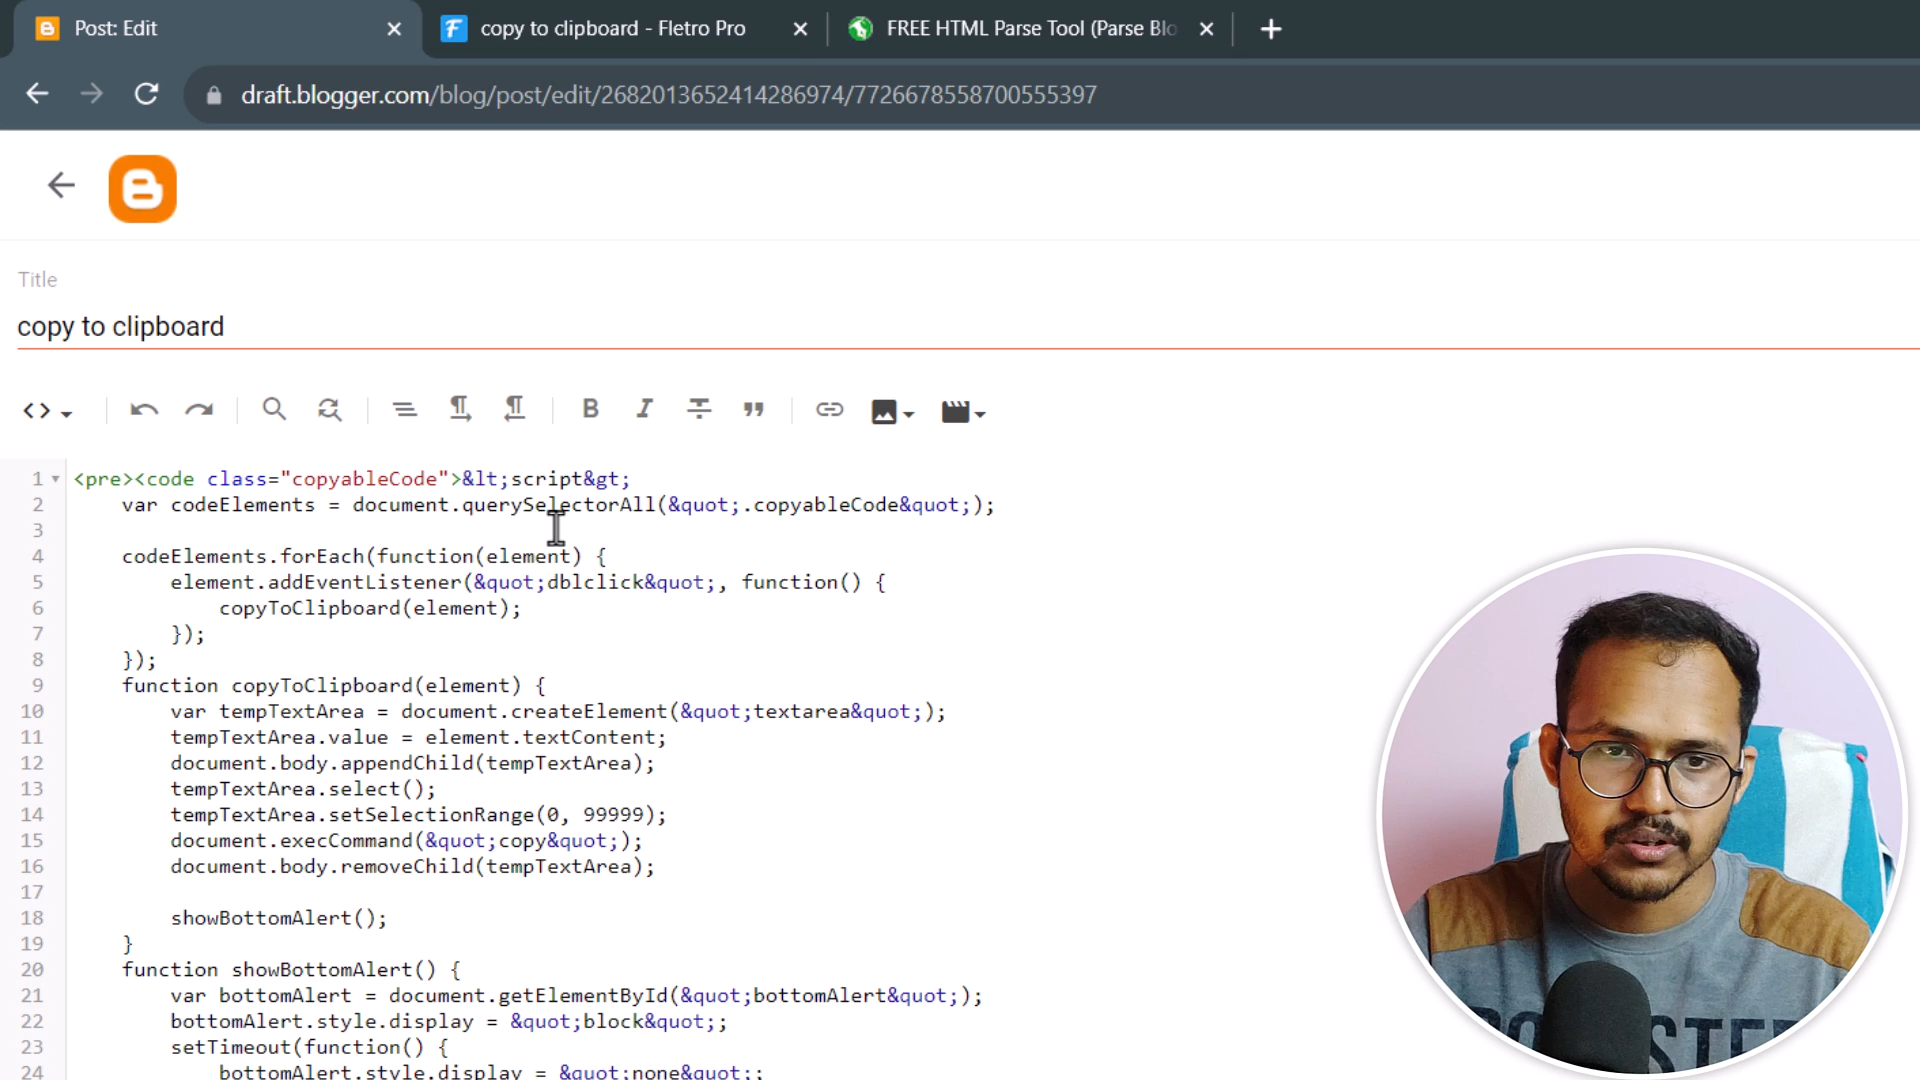 Post: Edit
copy to clipboard - Fletro Pro
FREE HTML Parse Tool (Parse Blo
draft.blogger.com/blog/post/edit/2682013652414286974/7726678558700555397
Title
copy to clipboard
1 <pre><code class="copyableCode">&lt;script&gt;
2 var codeElements = document.querySelectorAll(&quot;.copyableCode&quot;);
3
4 codeElements.forEach(function(element) {
5 element.addEventListener(&quot;dblclick&quot;, function() {
6 copyToClipboard(element);
7 });
8 });
9 function copyToClipboard(element) {
10 var tempTextArea = document.createElement(&quot;textarea&quot;);
11 tempTextArea.value = element.textContent;
12 document.body.appendChild(tempTextArea);
13 tempTextArea.select();
14 tempTextArea.setSelectionRange(0, 99999);
15 document.execCommand(&quot;copy&quot;);
16 document.body.removeChild(tempTextArea);
17
18 showBottomAlert();
19 }
20 function showBottomAlert() {
21 var bottomAlert = document.getElementById(&quot;bottomAlert&quot;);
22 bottomAlert.style.display = &quot;block&quot;;
23 setTimeout(function() {
24 bottomAlert.style.display = &quot;none&quot;;